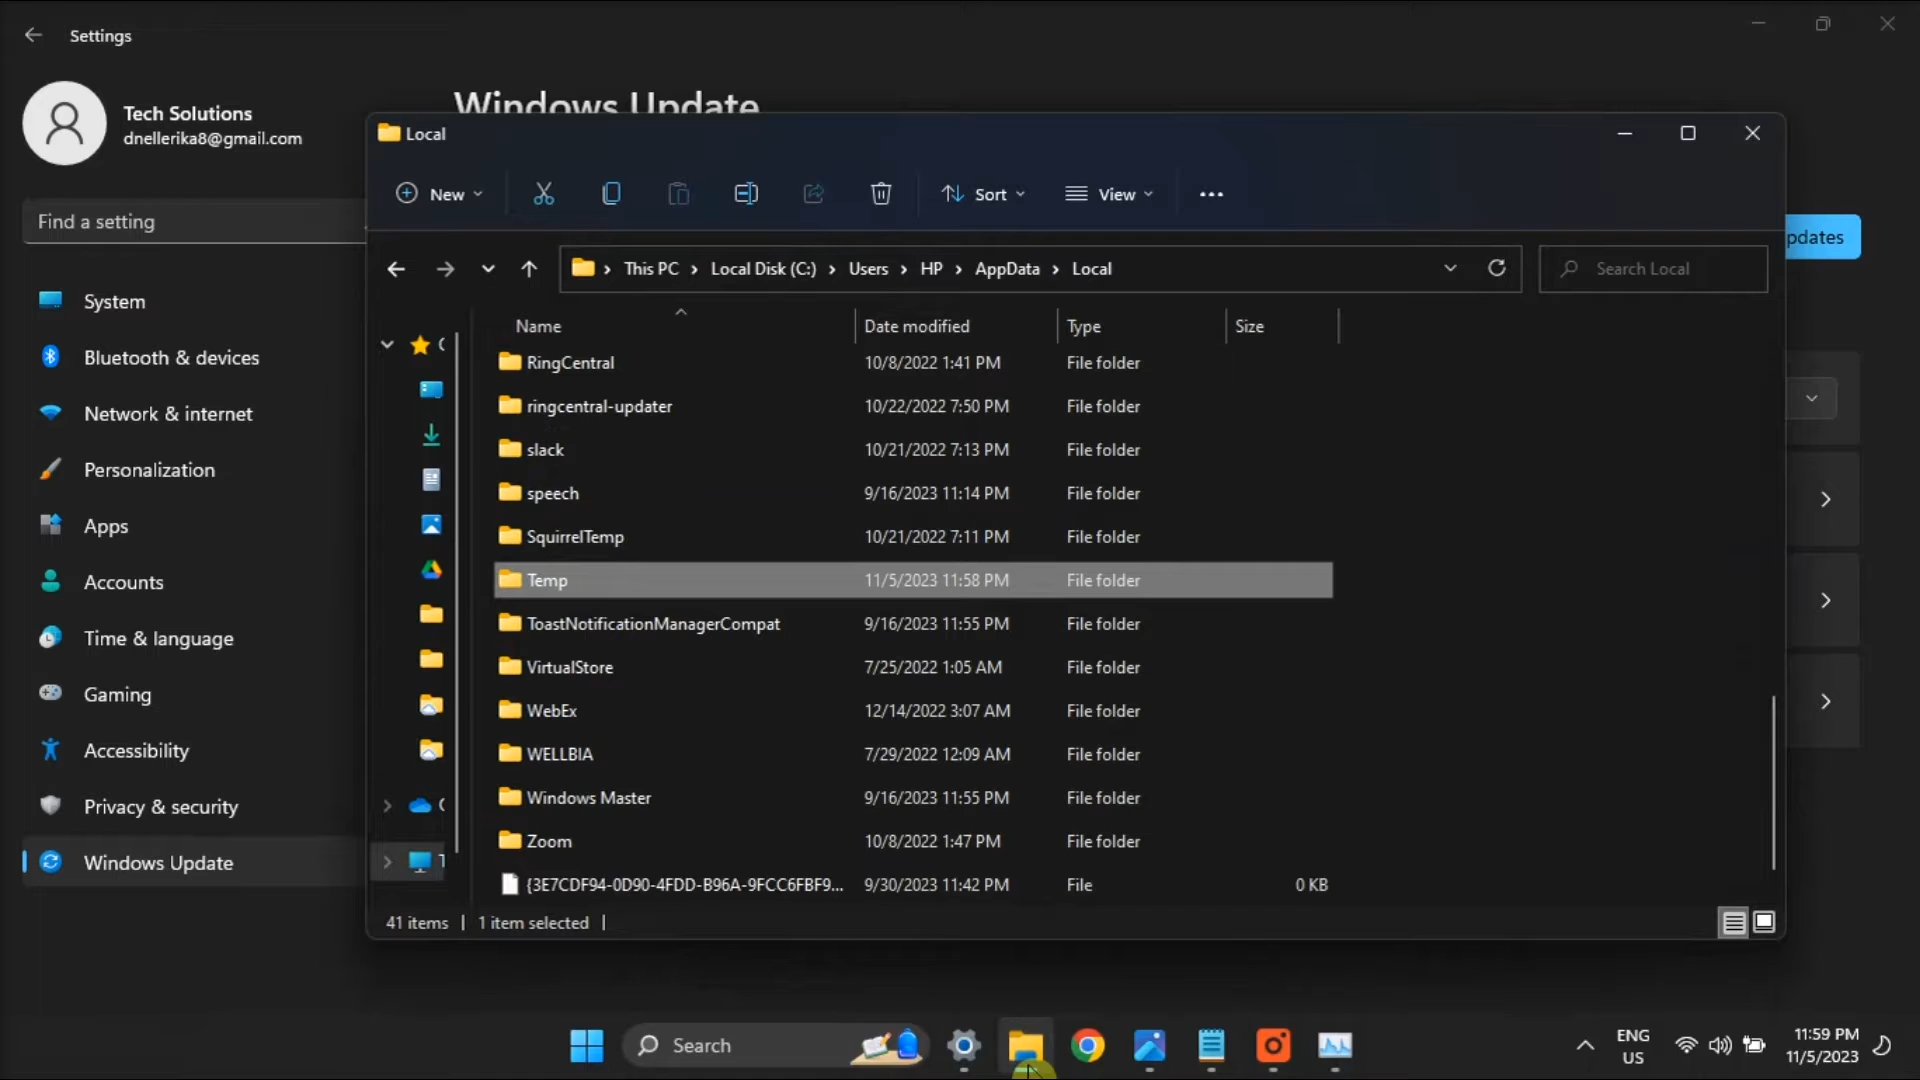 Settings
Tech Solutions
dnellerika8@gmail.com
Find a setting
System
Bluetooth & devices
Network & internet
Personalization
Apps
Accounts
Time & language
Gaming
Accessibility
Privacy & security
Windows Update
Windows Update
pdates
Local
New
Sort
View
This PC > Local Disk (C:) > Users > HP > AppData > Local
Search Local
Name Date modified Type Size
RingCentral 10/8/2022 1:41 PM File folder
ringcentral-updater 10/22/2022 7:50 PM File folder
slack 10/21/2022 7:13 PM File folder
speech 9/16/2023 11:14 PM File folder
SquirrelTemp 10/21/2022 7:11 PM File folder
Temp 11/5/2023 11:58 PM File folder
ToastNotificationManagerCompat 9/16/2023 11:55 PM File folder
VirtualStore 7/25/2022 1:05 AM File folder
WebEx 12/14/2022 3:07 AM File folder
WELLBIA 7/29/2022 12:09 AM File folder
Windows Master 9/16/2023 11:55 PM File folder
Zoom 10/8/2022 1:47 PM File folder
{3E7CDF94-0D90-4FDD-B96A-9FCC6FBF9... 9/30/2023 11:42 PM File 0 KB
41 items | 1 item selected |
Search
ENG
US
11:59 PM
11/5/2023